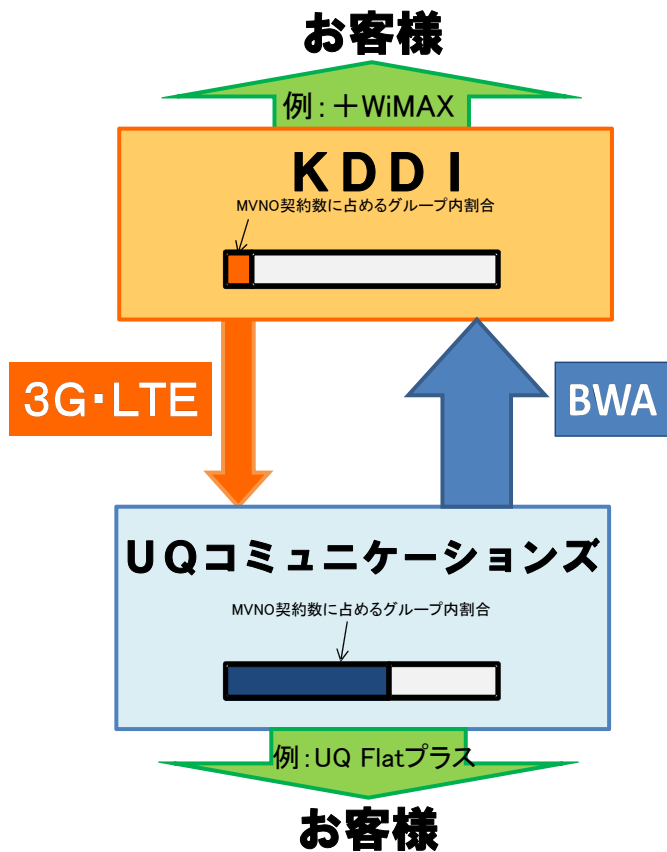 お客様
例：＋WiMAX
ＫＤＤＩ
MVNO契約数に占めるグループ内割合
3G・LTE
BWA
UQコミュニケーションズ
MVNO契約数に占めるグループ内割合
例：UQ Flatプラス
お客様